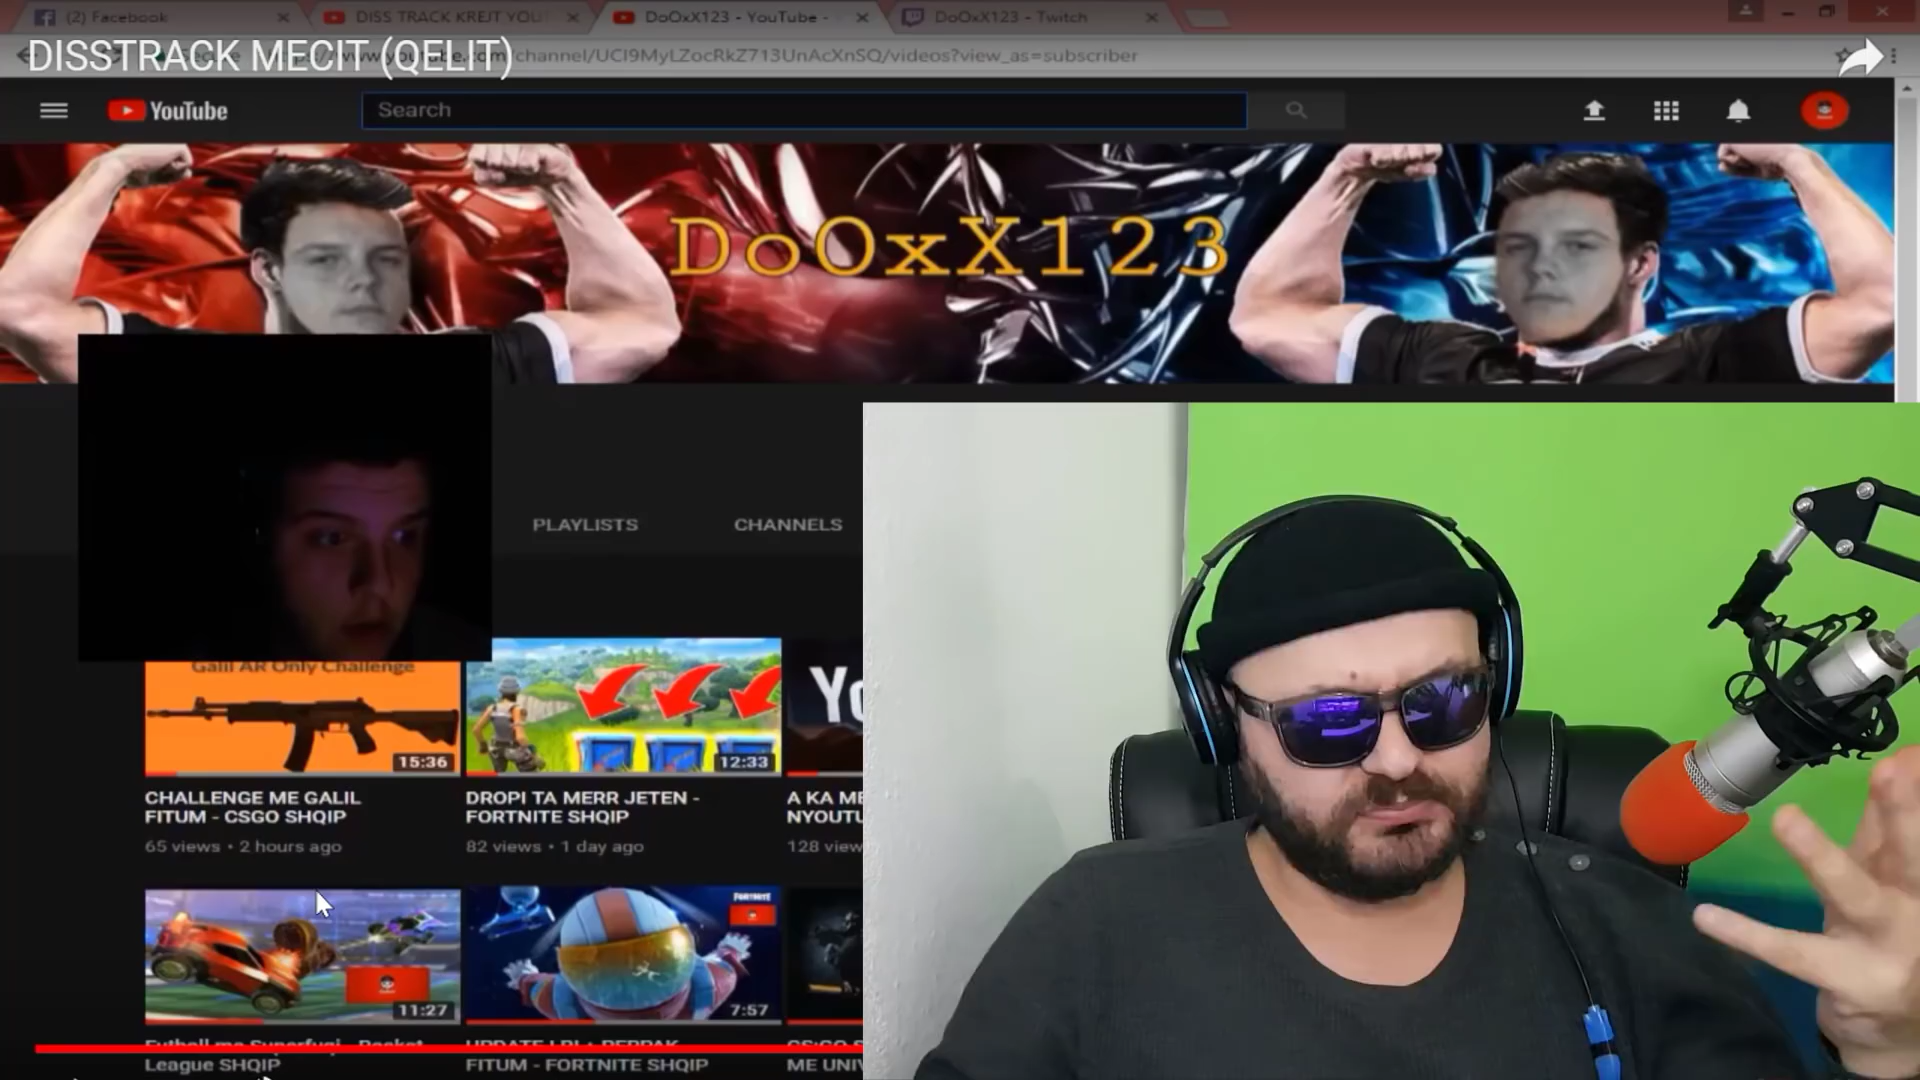 (2) Facebook
DISS TRACK KREJT YOU
DoOxX123 - YouTube -
DoOxX123 - Twitch
DISSTRACK MECIT (QELIT)
channel/UCI9MyLZocRkZ713UnAcXnSQ/videos?view_as=subscriber
YouTube
Search
DoOxX123
PLAYLISTS
CHANNELS
Galil AR Only Challenge
15:36
12:33
CHALLENGE ME GALIL
FITUM - CSGO SHQIP
65 views • 2 hours ago
DROPI TA MERR JETEN -
FORTNITE SHQIP
82 views • 1 day ago
A KA ME
NYOUTU
128 view
FORTNITE
11:27
7:57
League SHQIP
FITUM - FORTNITE SHQIP
ME UNI